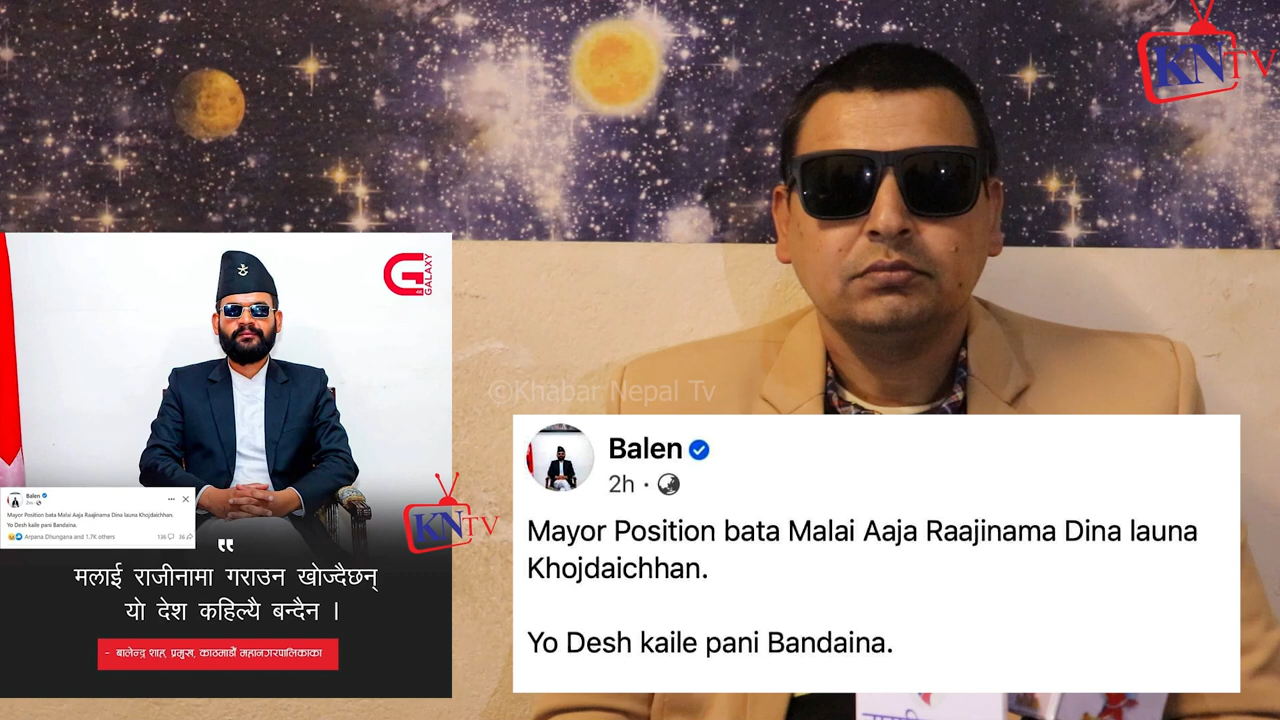 KNTV
GALAXY
©Khabar Nepal Tv
Balen
2h ·
Mayor Position bata Malai Aaja Raajinama Dina launa
Khojdaichhan.
Yo Desh kaile pani Bandaina.
Balen
Mayor Position bata Malai Aaja Raajinama Dina launa Khojdaichhan.
Yo Desh kaile pani Bandaina.
Arpana Dhungana and 1.7K others 136 36
KNTV
"
मलाई राजीनामा गराउन खोज्दैछन्
यो देश कहिल्यै बन्दैन ।
- बालेन्द्र शाह, प्रमुख, काठमाडौं महानगरपालिकाका